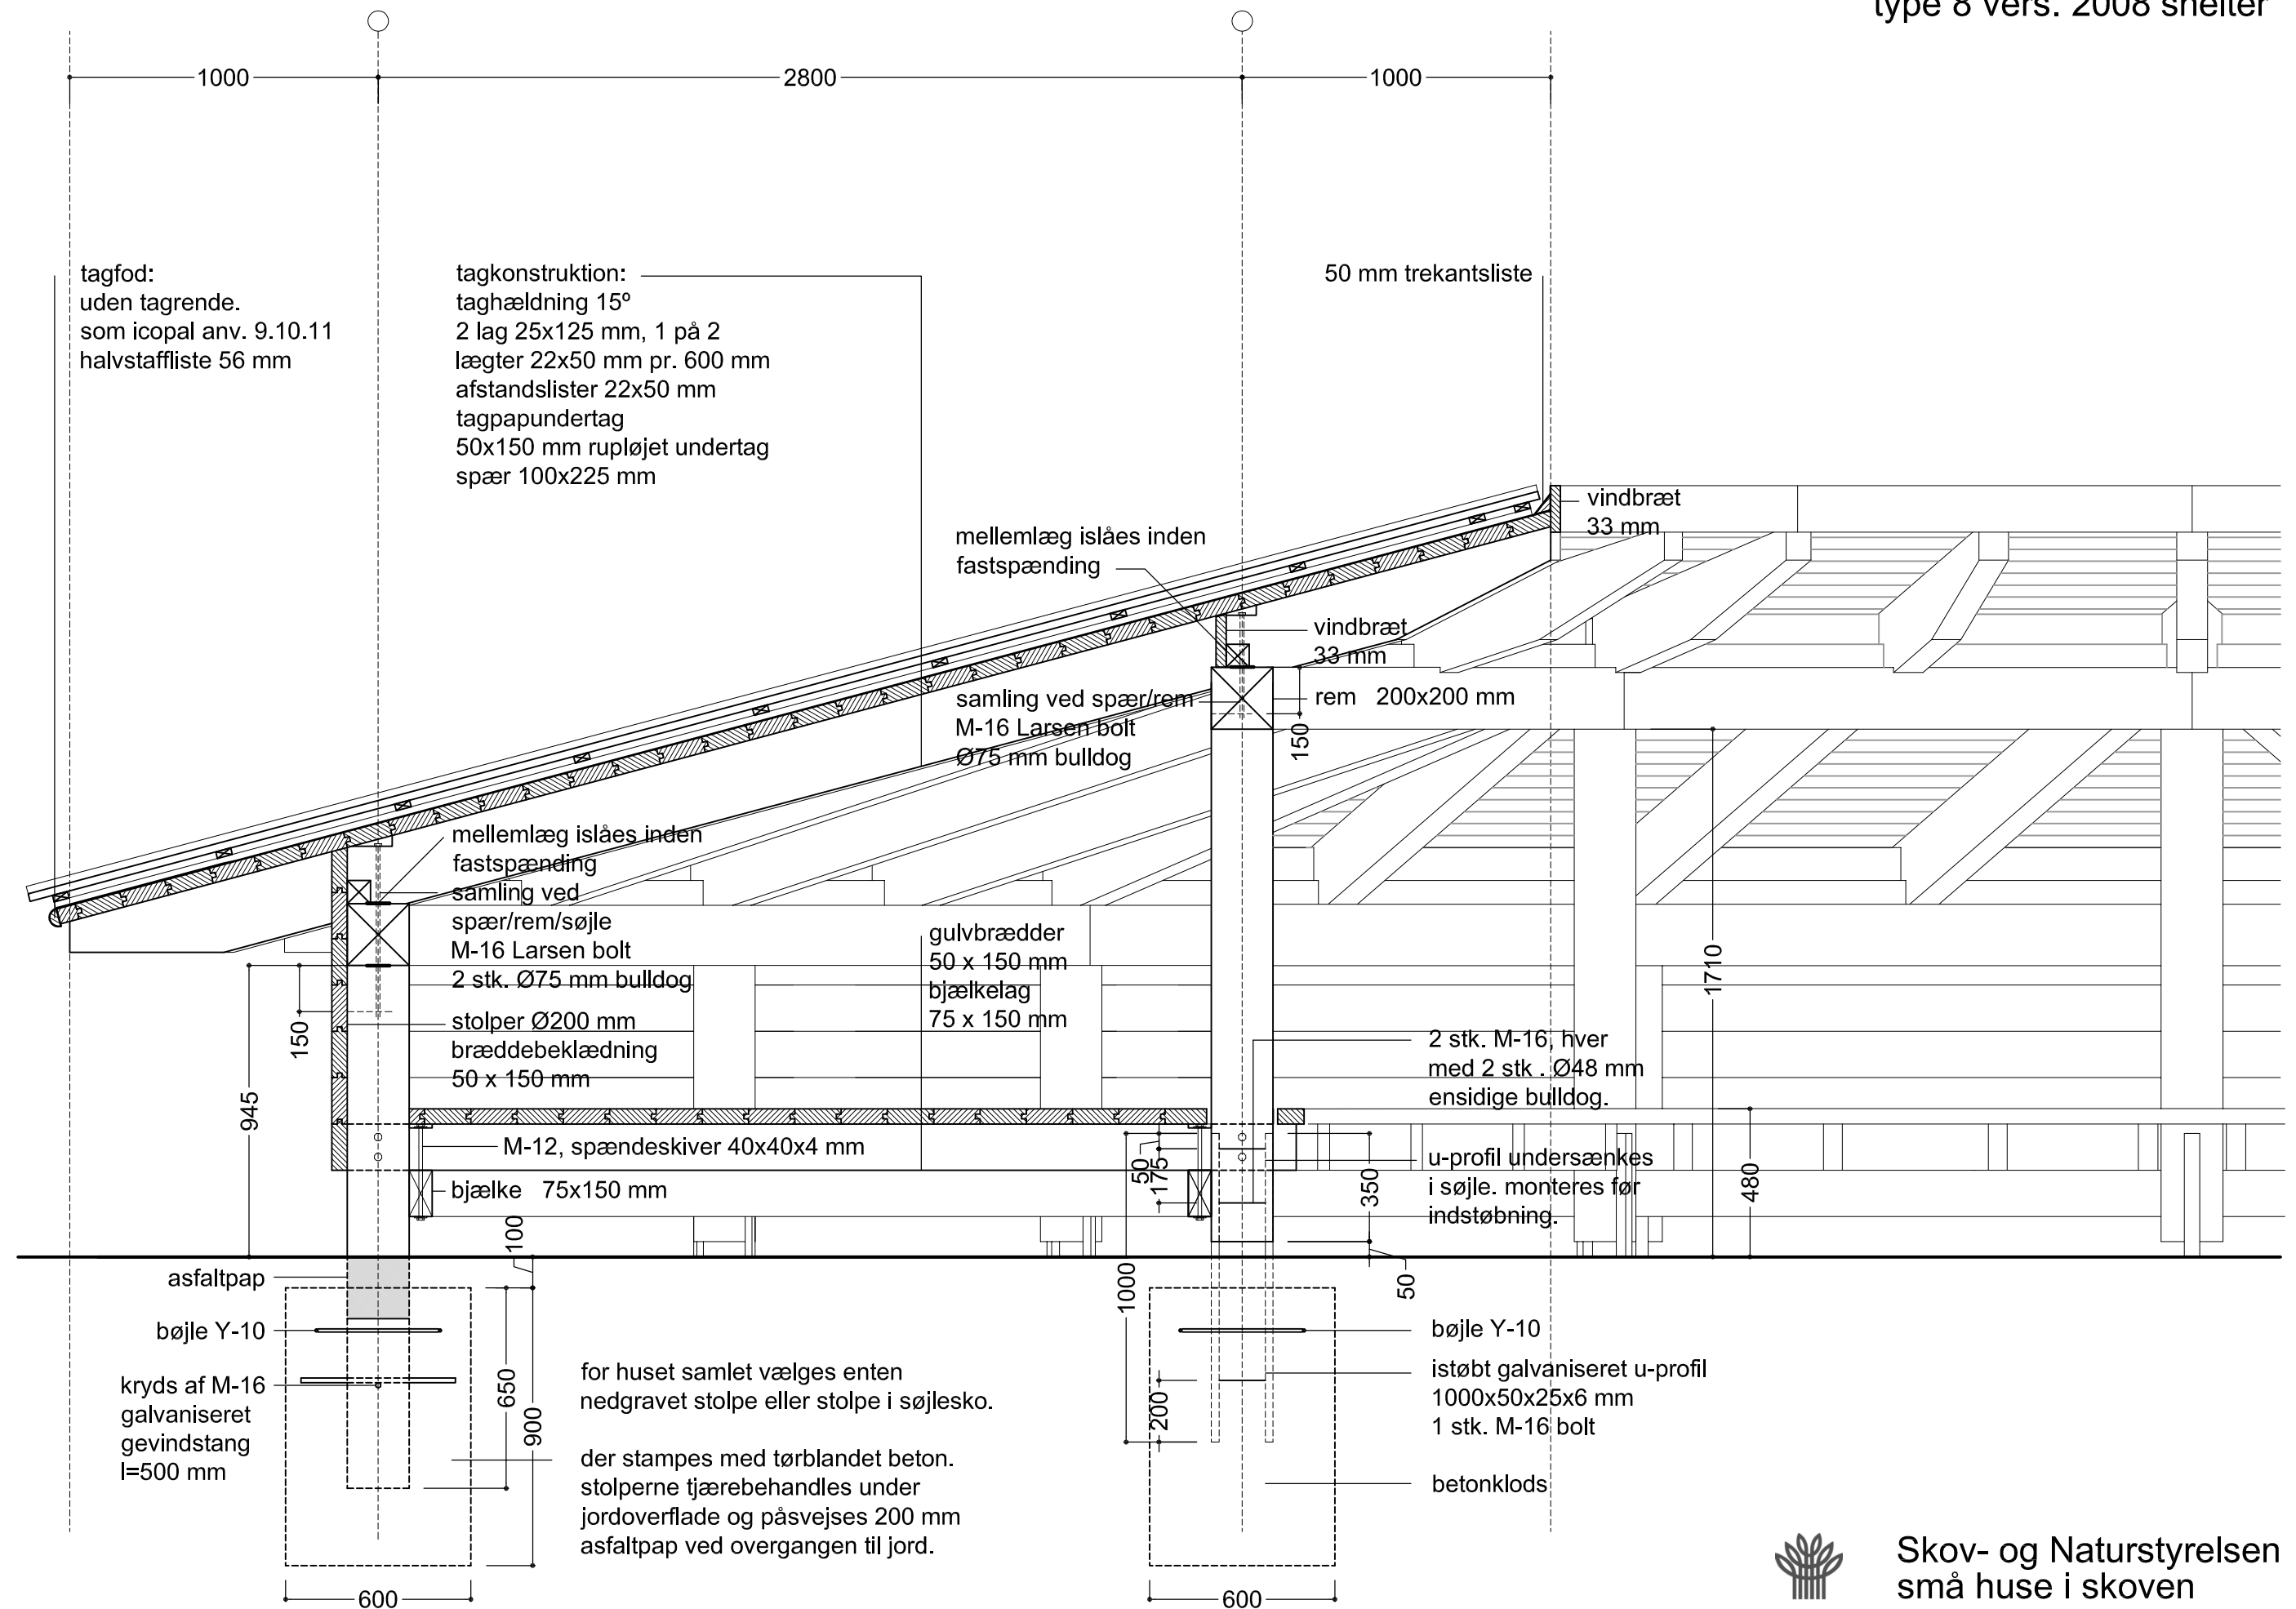 type 8 vers. 2008 shelter
1000
2800
1000
tagfod:
uden tagrende.
som icopal anv. 9.10.11
halvstaffliste 56 mm
tagkonstruktion:
taghældning 15º
2 lag 25x125 mm, 1 på 2
lægter 22x50 mm pr. 600 mm
afstandslister 22x50 mm
tagpapundertag
50x150 mm rupløjet undertag
spær 100x225 mm
50 mm trekantsliste
vindbræt
33 mm
mellemlæg islåes inden
fastspænding
vindbræt
33 mm
samling ved spær/rem
M-16 Larsen bolt
Ø75 mm bulldog
rem 200x200 mm
150
mellemlæg islåes inden
fastspænding
samling ved
spær/rem/søjle
M-16 Larsen bolt
2 stk. Ø75 mm bulldog
stolper Ø200 mm
bræddebeklædning
50 x 150 mm
gulvbrædder
50 x 150 mm
bjælkelag
75 x 150 mm
1710
150
945
2 stk. M-16, hver
med 2 stk . Ø48 mm
ensidige bulldog.
M-12, spændeskiver 40x40x4 mm
bjælke 75x150 mm
50
175
350
u-profil undersænkes
i søjle. monteres før
indstøbning.
480
100
1000
50
asfaltpap
bøjle Y-10
kryds af M-16
galvaniseret
gevindstang
l=500 mm
650
900
for huset samlet vælges enten
nedgravet stolpe eller stolpe i søjlesko.
der stampes med tørblandet beton.
stolperne tjærebehandles under
jordoverflade og påsvejses 200 mm
asfaltpap ved overgangen til jord.
200
bøjle Y-10
istøbt galvaniseret u-profil
1000x50x25x6 mm
1 stk. M-16 bolt
betonklods
600
600
Skov- og Naturstyrelsen
små huse i skoven